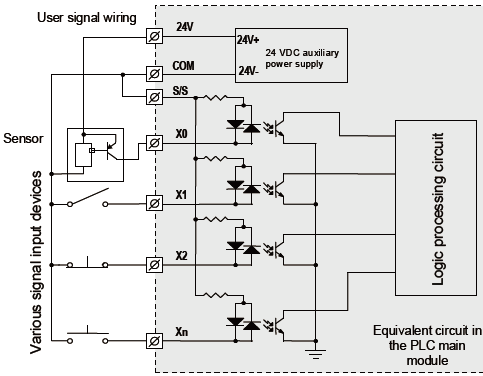 User signal wiring
24V
24V+
24 VDC auxiliary
power supply
COM
24V-
S/S
Sensor
X0
X1
X2
Xn
Various signal input devices
Logic processing circuit
Equivalent circuit in
the PLC main
module